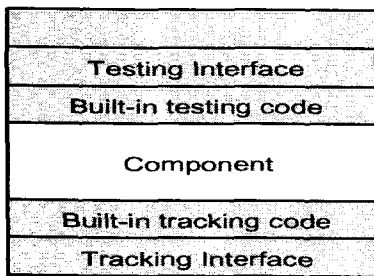 Testing Interface
Built-in testing code
Component
Built-in tracking code
Tracking Interface